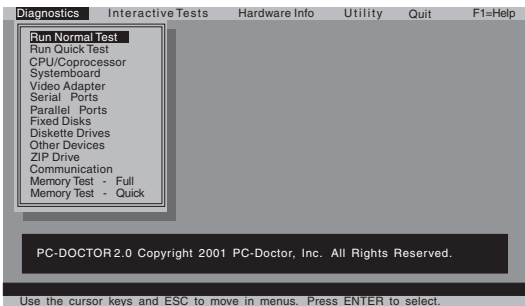 Diagnostics Interactive Tests Hardware Info Utility Quit F1=Help
Run Normal Test
Run Quick Test
CPU/Coprocessor
Systemboard
Video Adapter
Serial Ports
Parallel Ports
Fixed Disks
Diskette Drives
Other Devices
ZIP Drive
Communication
Memory Test - Full
Memory Test - Quick
PC-DOCTOR 2.0 Copyright 2001 PC-Doctor, Inc. All Rights Reserved.
Use the cursor keys and ESC to move in menus. Press ENTER to select.